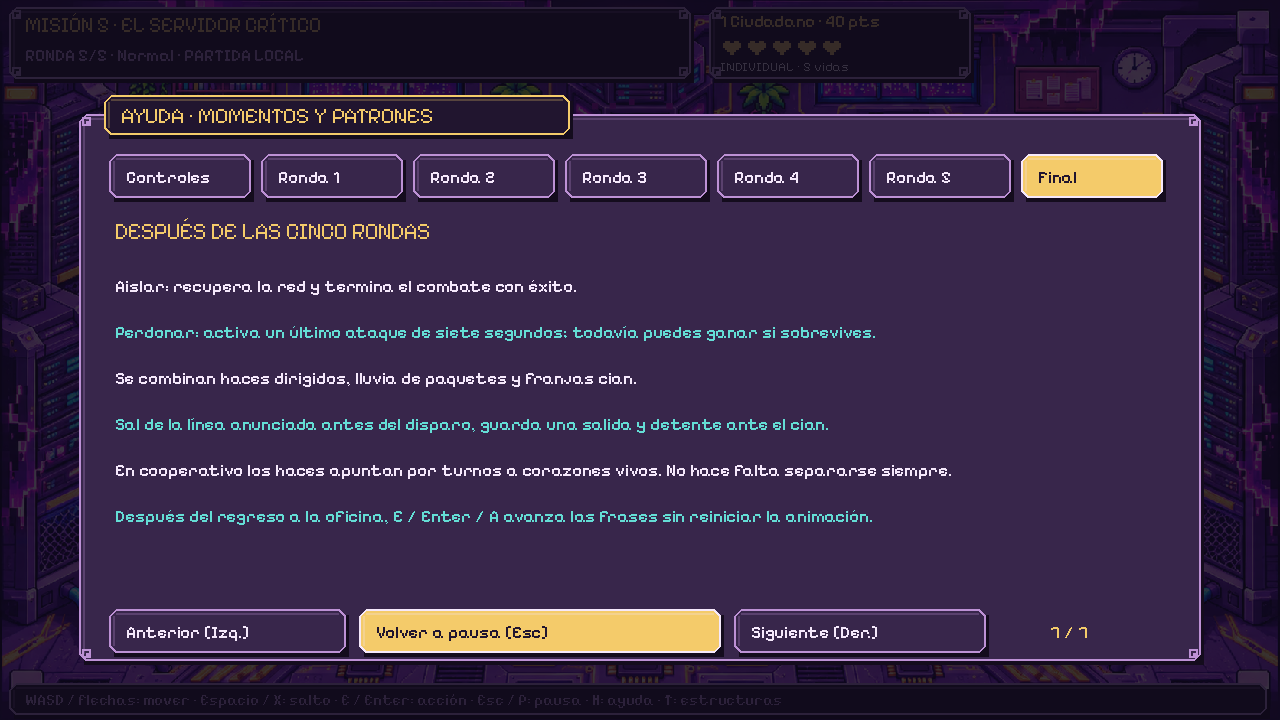 MISIÓN 5 · EL SERVIDOR CRÍTICO
RONDA 5/5 · Normal · PARTIDA LOCAL
1 Ciudadano · 40 pts
INDIVIDUAL · 5 vidas
AYUDA · MOMENTOS Y PATRONES
Controles
Ronda 1
Ronda 2
Ronda 3
Ronda 4
Ronda 5
Final
DESPUÉS DE LAS CINCO RONDAS
Aislar: recupera la red y termina el combate con éxito.
Perdonar: activa un último ataque de siete segundos; todavía puedes ganar si sobrevives.
Se combinan haces dirigidos, lluvia de paquetes y franjas cian.
Sal de la línea anunciada antes del disparo, guarda una salida y detente ante el cian.
En cooperativo los haces apuntan por turnos a corazones vivos. No hace falta separarse siempre.
Después del regreso a la oficina, E / Enter / A avanza las frases sin reiniciar la animación.
Anterior (Izq.)
Volver a pausa (Esc)
Siguiente (Der.)
7 / 7
WASD / flechas: mover · Espacio / X: salto · E / Enter: acción · Esc / P: pausa · H: ayuda · T: estructuras